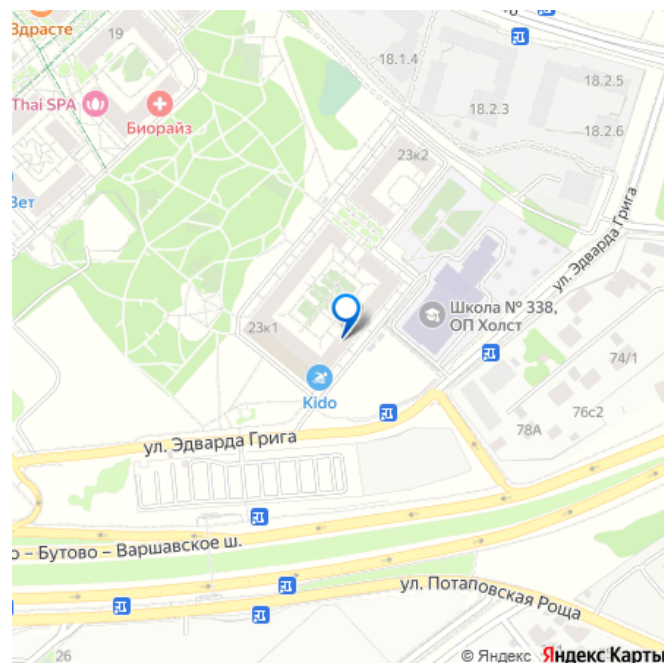 Здрасте
19
18.1.4
18.2.5
18.2.3
18.2.6
Thai SPA
Биорайз
23к2
Вет
ул. Эдварда Грига
Школа № 338,
ОП Холст
23к1
74/1
Kido
76с2
78А
ул. Эдварда Грига
о – Бутово – Варшавское ш.
ул. Потаповская Роща
26
© Яндекс Яндекс Карты